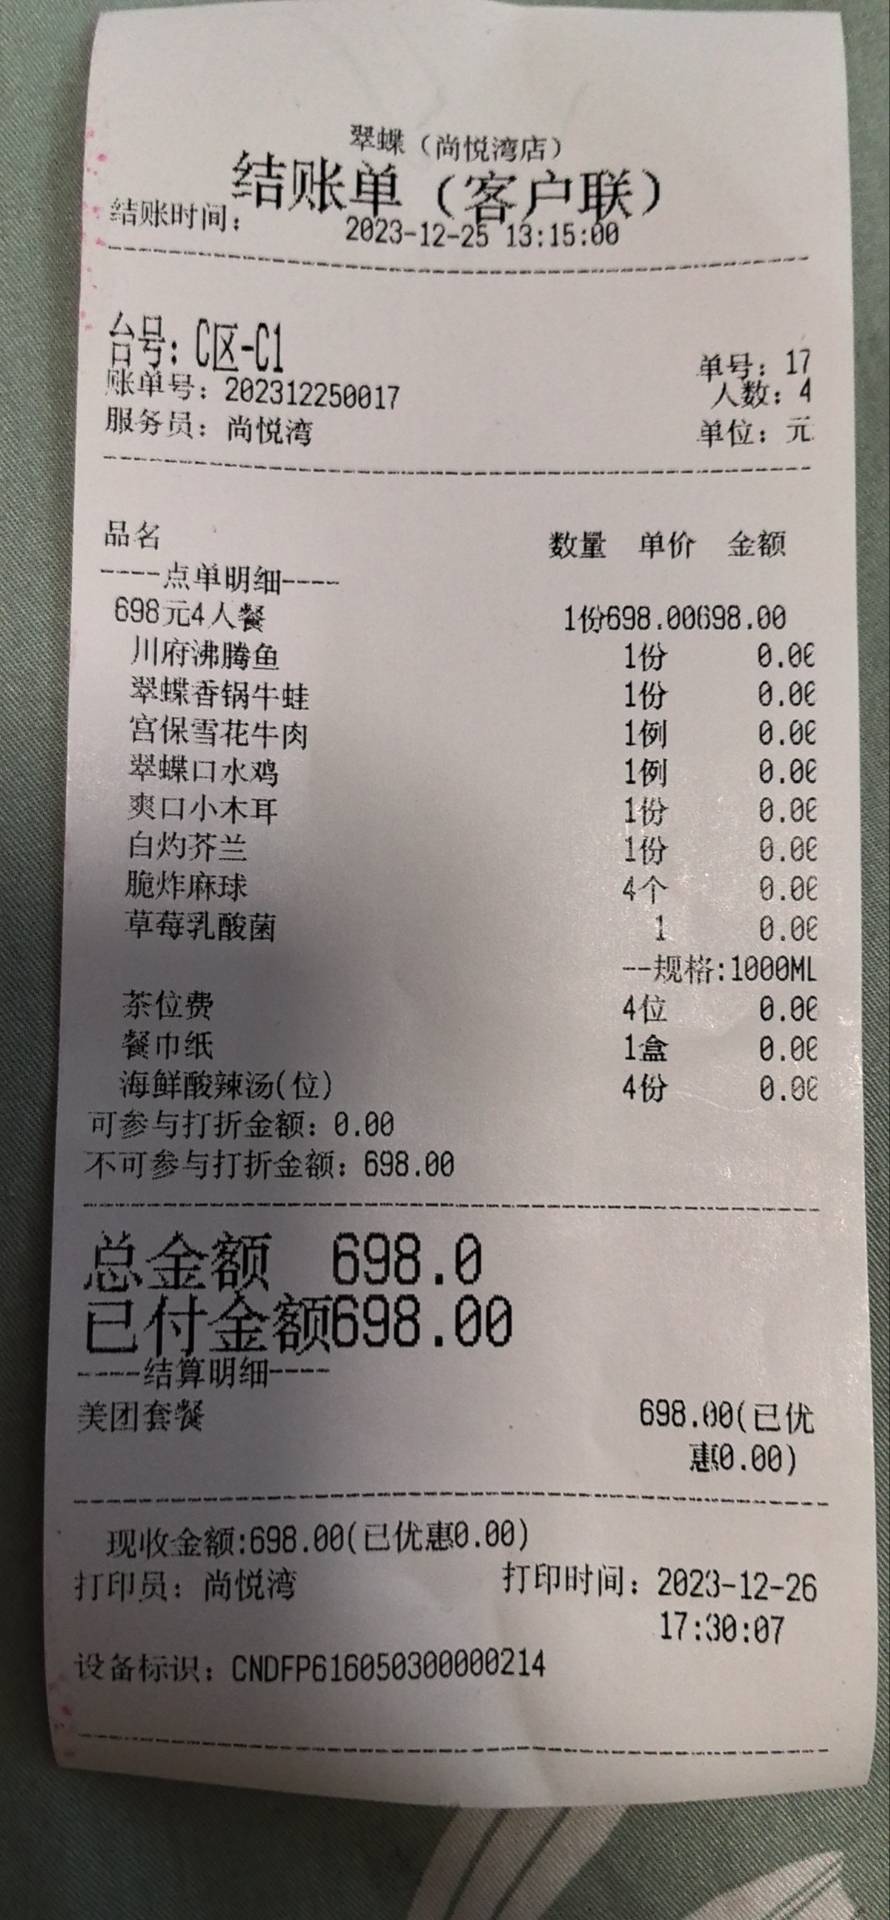 翠蝶（尚悦湾店）
结账单（客户联）
结账时间： 2023-12-25 13:15:00
台号：C区-C1
单号：17
账单号：202312250017
人数：4
服务员：尚悦湾
单位：元
品名 数量 单价 金额
----点单明细----
698元4人餐 1份698.00698.00
川府沸腾鱼 1份 0.00
翠蝶香锅牛蛙 1份 0.00
宫保雪花牛肉 1例 0.00
翠蝶口水鸡 1例 0.00
爽口小木耳 1份 0.00
白灼芥兰 1份 0.00
脆炸麻球 4个 0.00
草莓乳酸菌 1 0.00
--规格:1000ML
茶位费 4位 0.00
餐巾纸 1盒 0.00
海鲜酸辣汤(位) 4份 0.00
可参与打折金额：0.00
不可参与打折金额：698.00
总金额 698.0
已付金额698.00
----结算明细----
美团套餐 698.00(已优
惠0.00)
现收金额:698.00(已优惠0.00)
打印员：尚悦湾 打印时间：2023-12-26
17:30:07
设备标识：CNDFP616050300000214